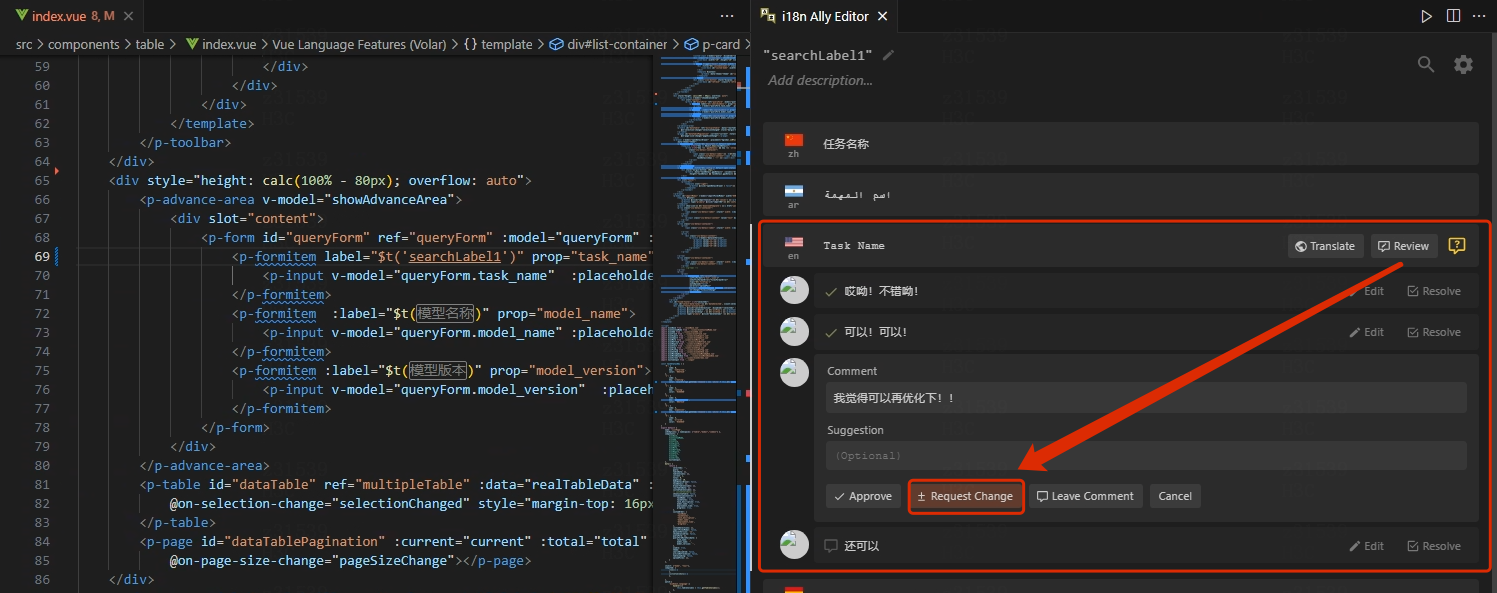 index.vue 8, M
src > components > table > index.vue > Vue Language Features (Volar) > {} template > div#list-container > p-card >
59 </div>
60 </div>
61 </div>
62 </template>
63 </p-toolbar>
64 </div>
65 <div style="height: calc(100% - 80px); overflow: auto">
66 <p-advance-area v-model="showAdvanceArea">
67 <div slot="content">
68 <p-form id="queryForm" ref="queryForm" :model="queryForm" :
69 <p-formitem label="$t('searchLabel1')" prop="task_name"
70 <p-input v-model="queryForm.task_name" :placeholde
71 </p-formitem>
72 <p-formitem :label="$t(模型名称)" prop="model_name">
73 <p-input v-model="queryForm.model_name" :placeholde
74 </p-formitem>
75 <p-formitem :label="$t(模型版本)" prop="model_version">
76 <p-input v-model="queryForm.model_version" :placeh
77 </p-formitem>
78 </p-form>
79 </div>
80 </p-advance-area>
81 <p-table id="dataTable" ref="multipleTable" :data="realTableData" :
82 @on-selection-change="selectionChanged" style="margin-top: 16px
83 </p-table>
84 <p-page id="dataTablePagination" :current="current" :total="total"
85 @on-page-size-change="pageSizeChange"></p-page>
86 </div>
i18n Ally Editor
"searchLabel1"
Add description...
zh 任务名称
ar اسم المهمة
en Task Name Translate Review
哎呦！不错呦！ Edit Resolve
可以！可以！ Edit Resolve
Comment
我觉得可以再优化下！！
Suggestion
(Optional)
Approve Request Change Leave Comment Cancel
还可以 Edit Resolve